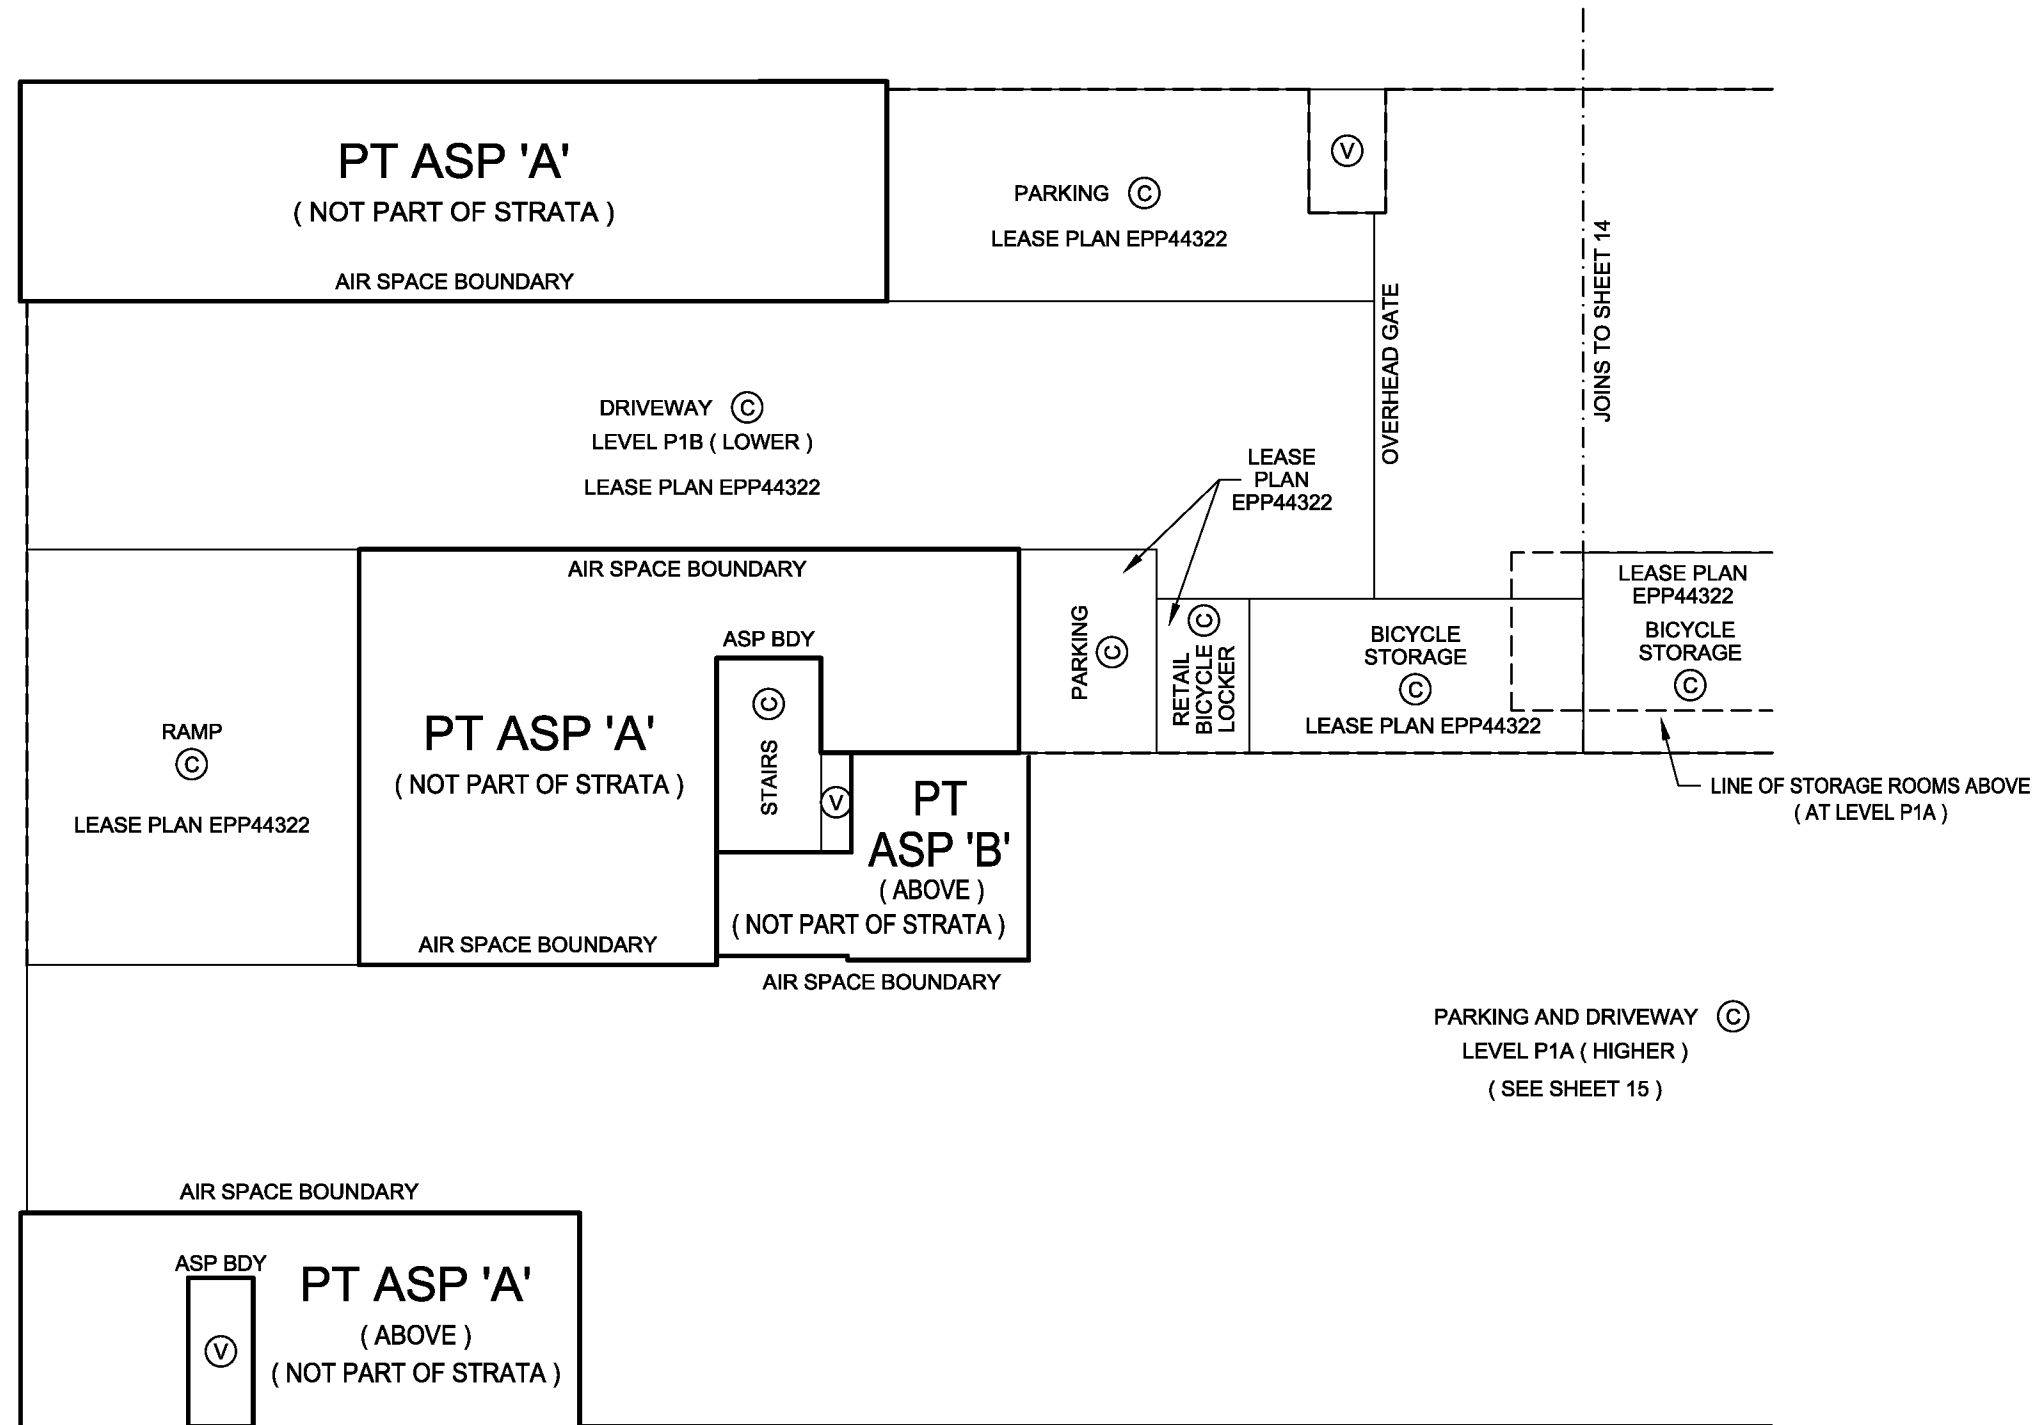 PT ASP 'A'
( NOT PART OF STRATA )
AIR SPACE BOUNDARY
PARKING Ⓒ
LEASE PLAN EPP44322
Ⓥ
OVERHEAD GATE
JOINS TO SHEET 14
DRIVEWAY Ⓒ
LEVEL P1B ( LOWER )
LEASE PLAN EPP44322
LEASE
PLAN
EPP44322
RAMP
Ⓒ
LEASE PLAN EPP44322
AIR SPACE BOUNDARY
PT ASP 'A'
( NOT PART OF STRATA )
AIR SPACE BOUNDARY
ASP BDY
Ⓒ
STAIRS
Ⓥ
PT
ASP 'B'
( ABOVE )
( NOT PART OF STRATA )
AIR SPACE BOUNDARY
PARKING
Ⓒ
RETAIL
BICYCLE Ⓒ
LOCKER
BICYCLE
STORAGE
Ⓒ
LEASE PLAN EPP44322
LEASE PLAN
EPP44322
BICYCLE
STORAGE
Ⓒ
LINE OF STORAGE ROOMS ABOVE
( AT LEVEL P1A )
PARKING AND DRIVEWAY Ⓒ
LEVEL P1A ( HIGHER )
( SEE SHEET 15 )
AIR SPACE BOUNDARY
ASP BDY
Ⓥ
PT ASP 'A'
( ABOVE )
( NOT PART OF STRATA )